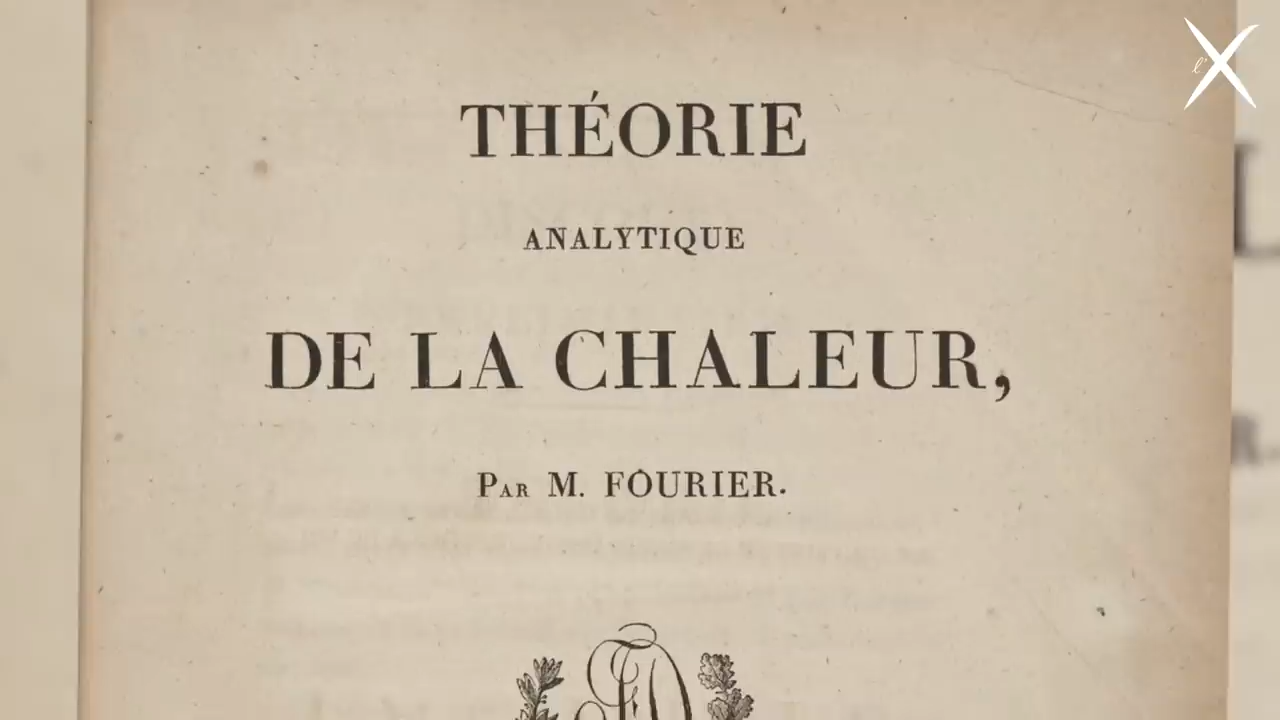 THÉORIE
ANALYTIQUE
DE LA CHALEUR,
PAR M. FOURIER.
l'X